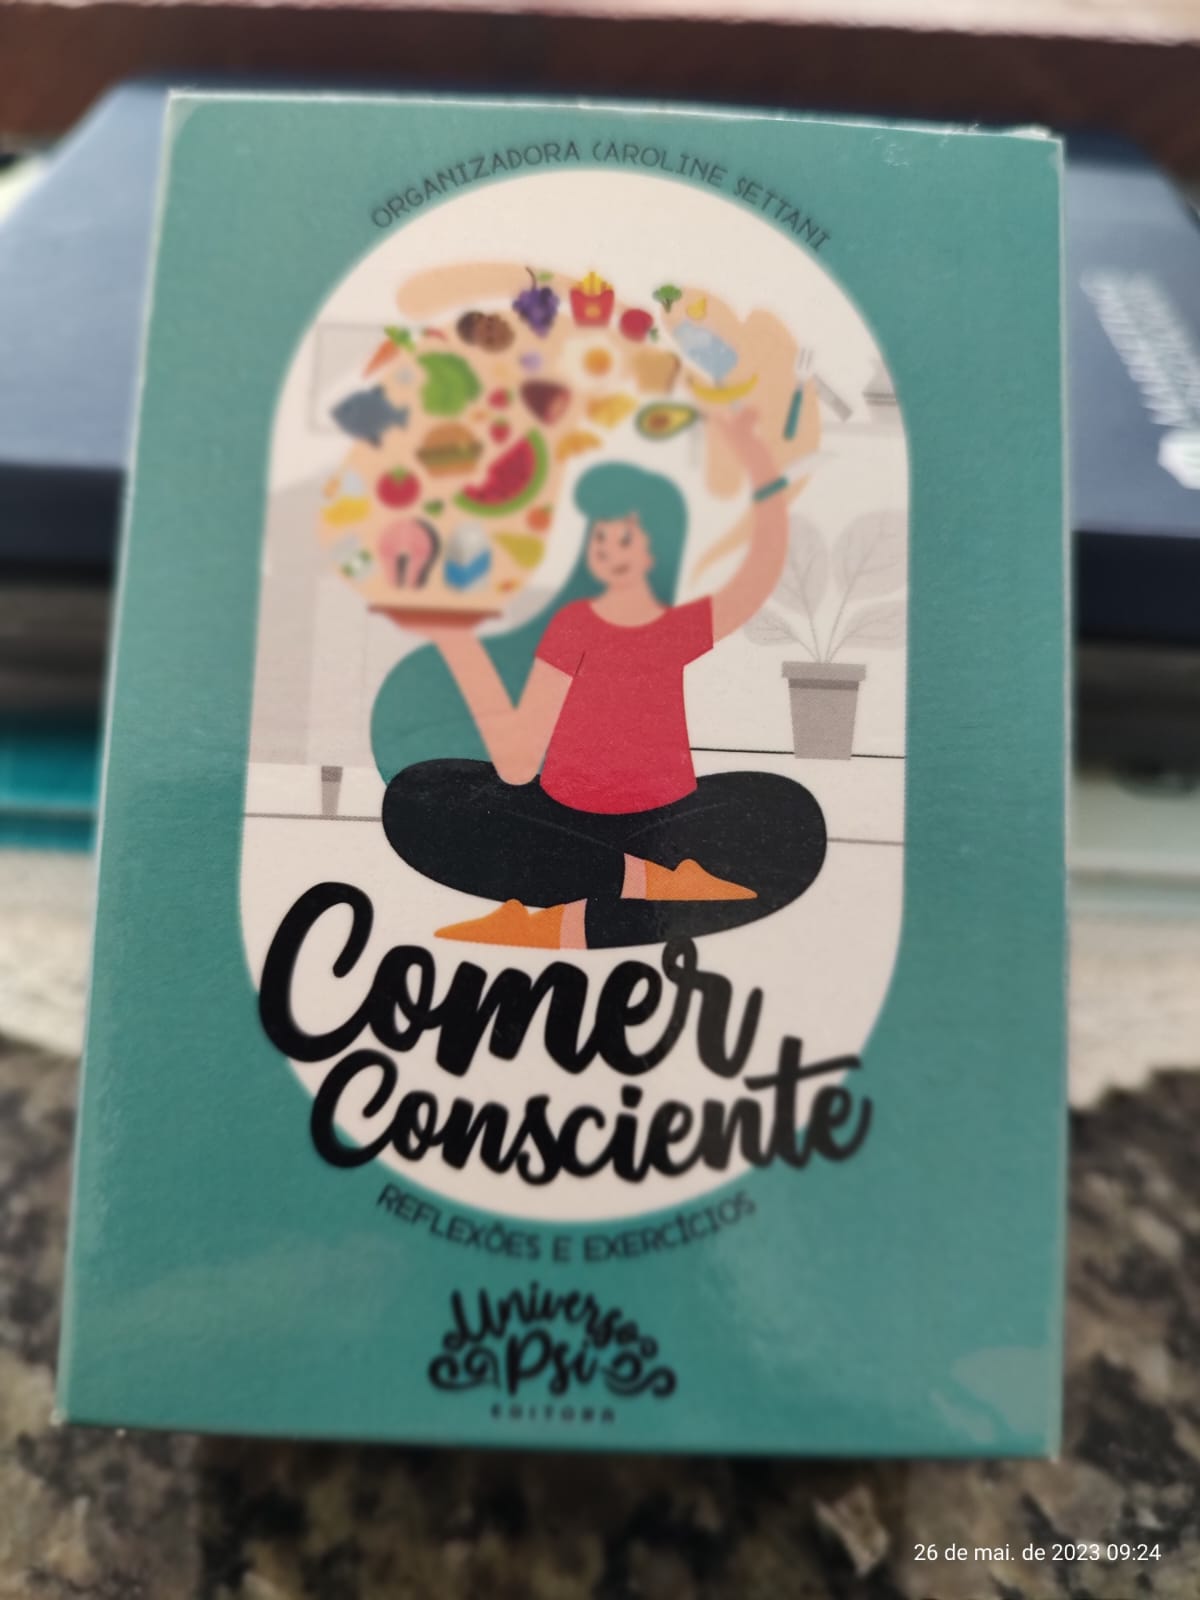 ORGANIZADORA CAROLINE SETTANI
Comer
Consciente
REFLEXÕES E EXERCÍCIOS
Universo
Psi
EDITORA
26 de mai. de 2023 09:24